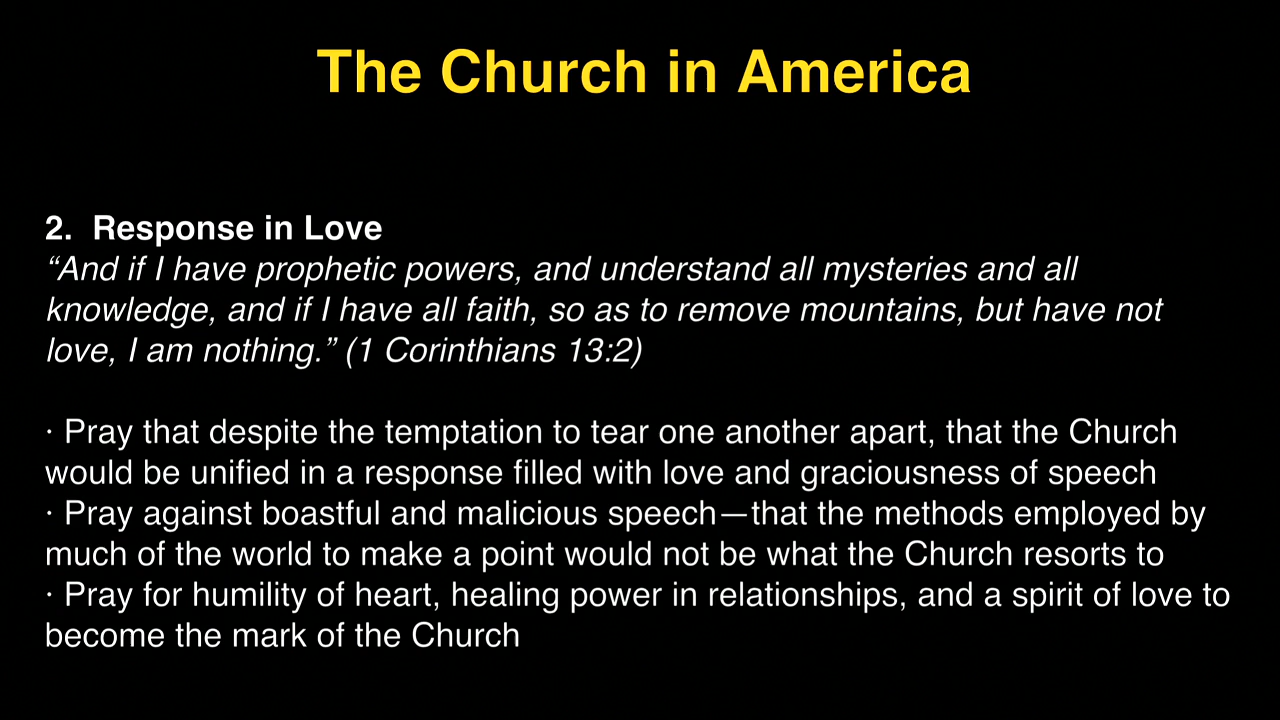 The Church in America
2.  Response in Love
“And if I have prophetic powers, and understand all mysteries and all
knowledge, and if I have all faith, so as to remove mountains, but have not
love, I am nothing.” (1 Corinthians 13:2)
· Pray that despite the temptation to tear one another apart, that the Church
would be unified in a response filled with love and graciousness of speech
· Pray against boastful and malicious speech—that the methods employed by
much of the world to make a point would not be what the Church resorts to
· Pray for humility of heart, healing power in relationships, and a spirit of love to
become the mark of the Church